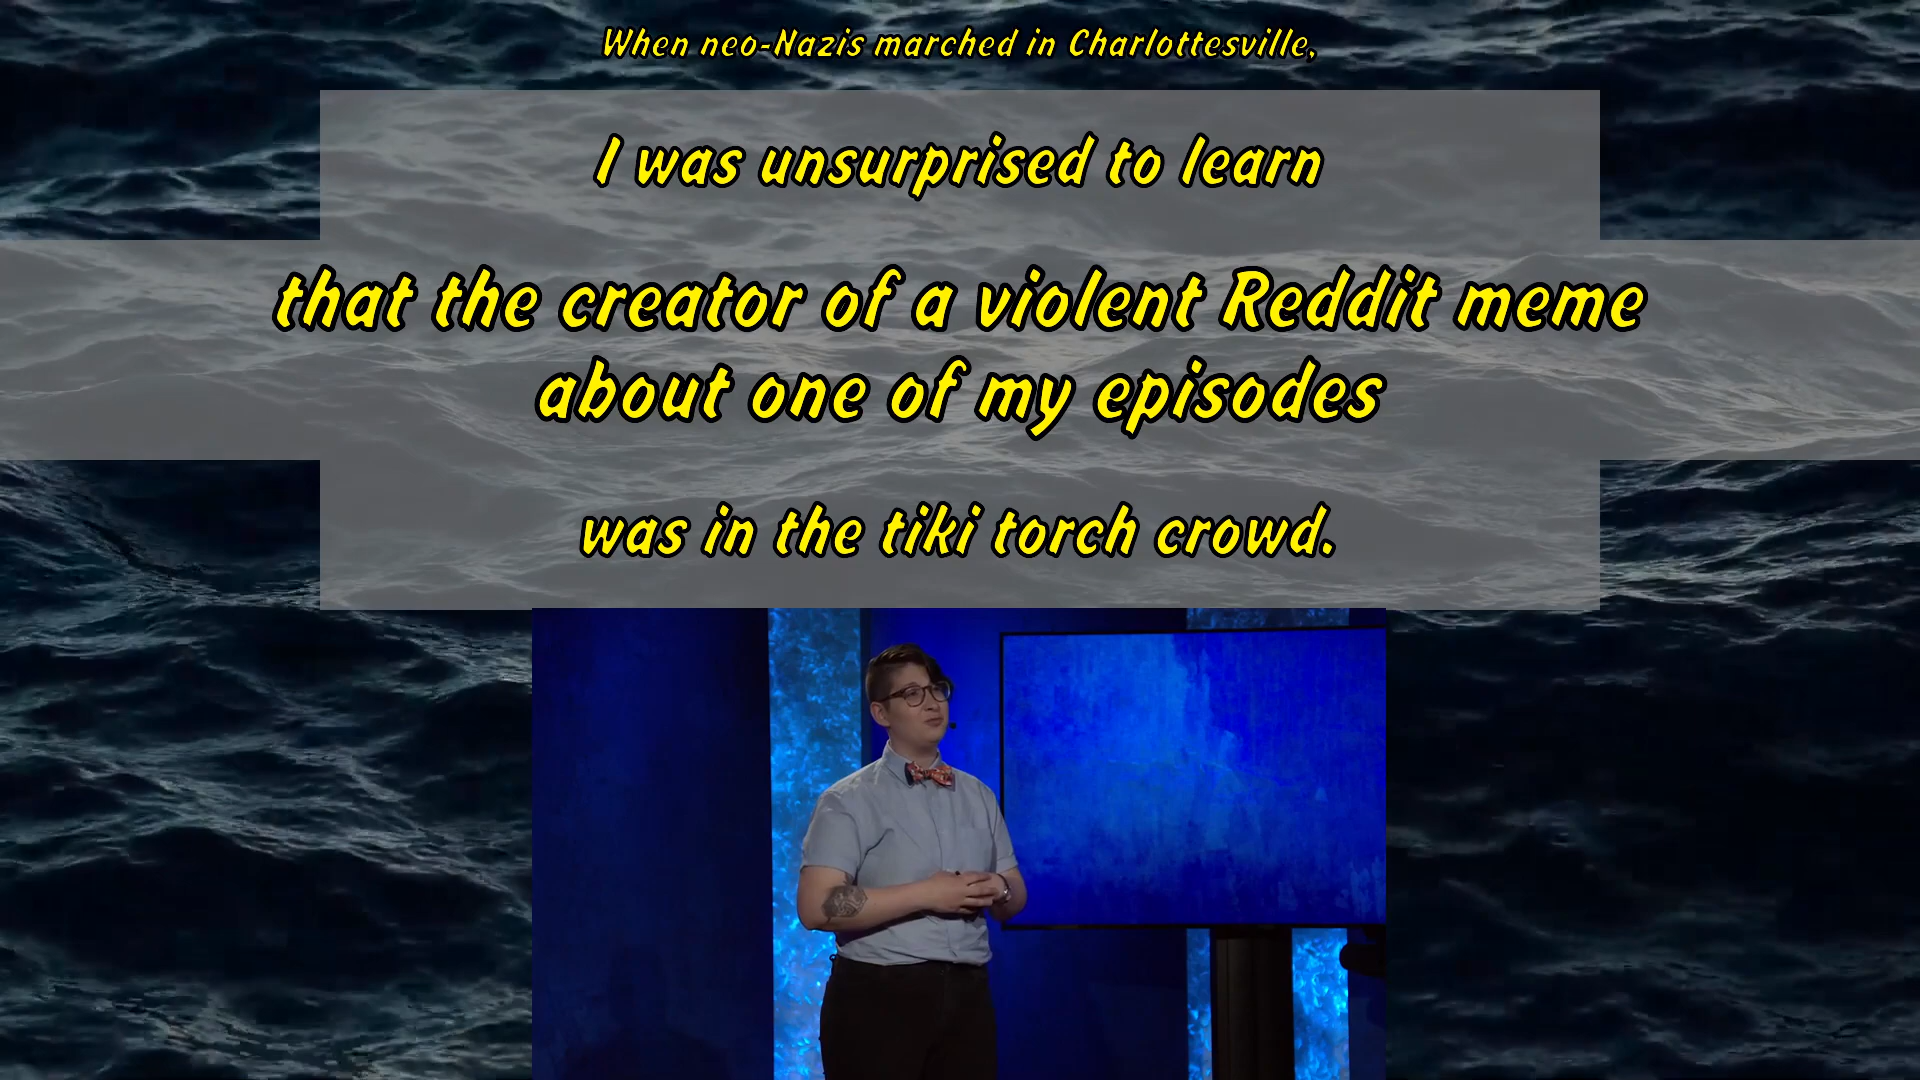 When neo-Nazis marched in Charlottesville,
I was unsurprised to learn
that the creator of a violent Reddit meme
about one of my episodes
was in the tiki torch crowd.